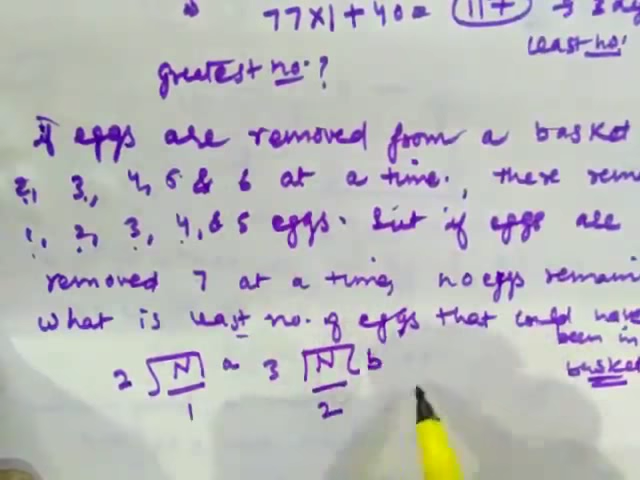 77×1+40=
least no.
greatest no.?
If eggs are removed from a basket
2, 3, 4, 5 & 6 at a time, there rem
1, 2, 3, 4, & 5 eggs. But if eggs are
removed 7 at a time, no eggs remain
What is least no. of eggs that could have
been in
basket
2 N a 3 N b
1 2